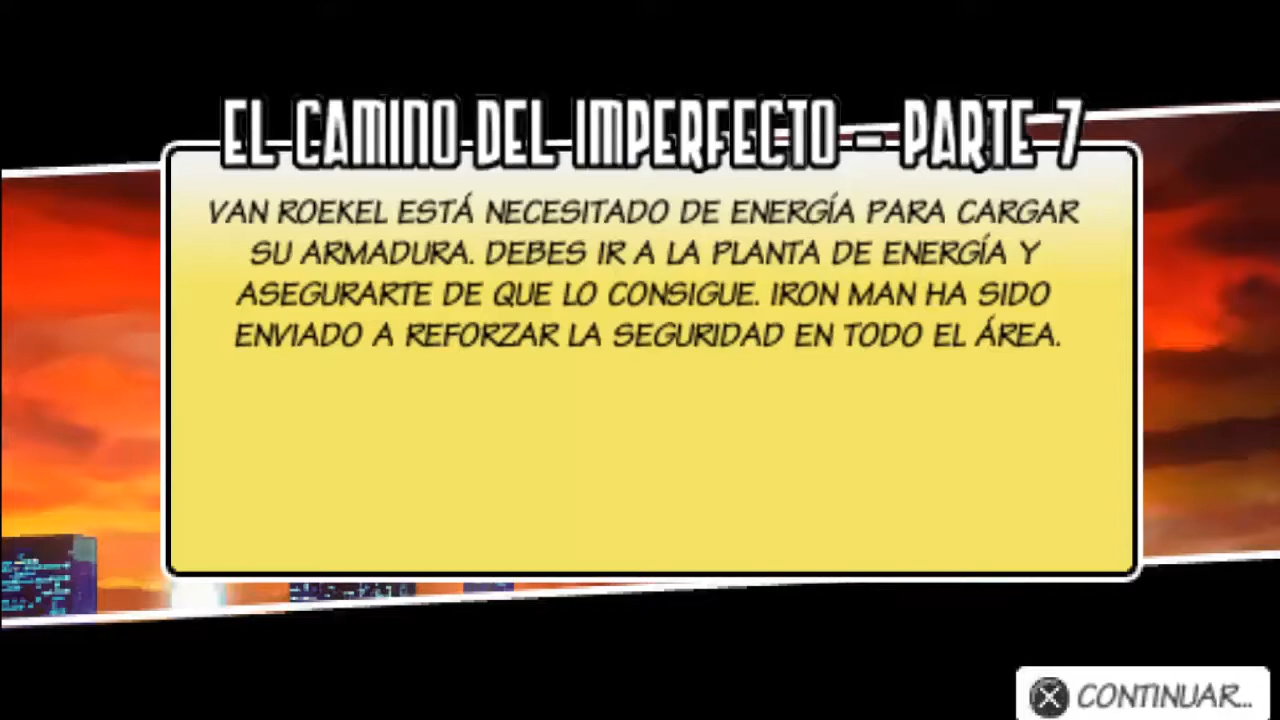 EL CAMINO DEL IMPERFECTO - PARTE 7
VAN ROEKEL ESTÁ NECESITADO DE ENERGÍA PARA CARGAR
SU ARMADURA. DEBES IR A LA PLANTA DE ENERGÍA Y
ASEGURARTE DE QUE LO CONSIGUE. IRON MAN HA SIDO
ENVIADO A REFORZAR LA SEGURIDAD EN TODO EL ÁREA.
CONTINUAR...